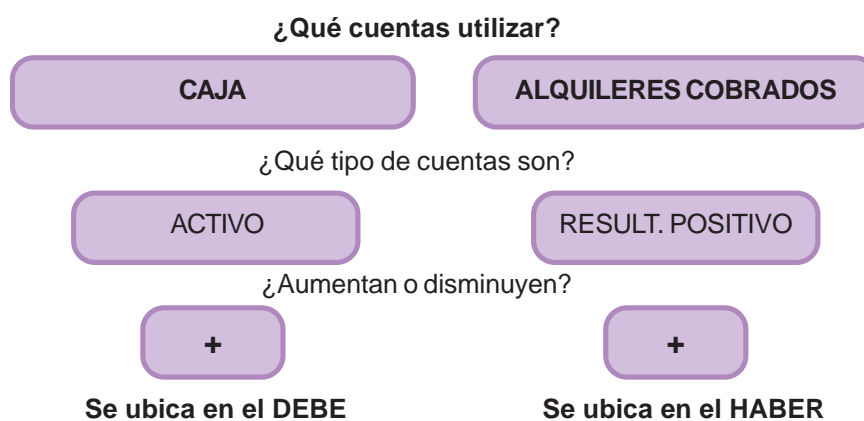 ¿Qué cuentas utilizar?
CAJA
ALQUILERES COBRADOS
¿Qué tipo de cuentas son?
ACTIVO
RESULT. POSITIVO
¿Aumentan o disminuyen?
+
+
Se ubica en el DEBE
Se ubica en el HABER